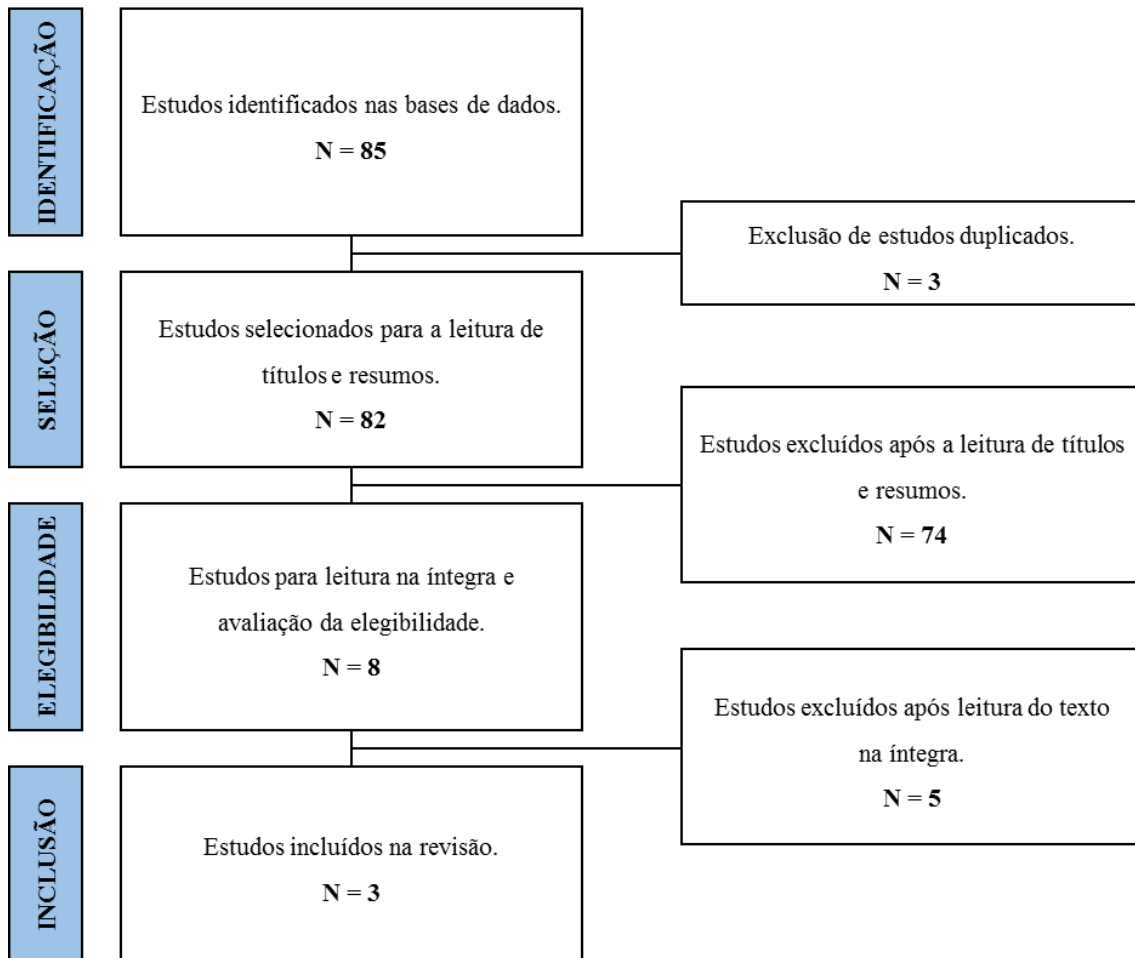 IDENTIFICAÇÃO
Estudos identificados nas bases de dados.
N = 85
Exclusão de estudos duplicados.
N = 3
SELEÇÃO
Estudos selecionados para a leitura de
títulos e resumos.
N = 82
Estudos excluídos após a leitura de títulos
e resumos.
N = 74
ELEGIBILIDADE
Estudos para leitura na íntegra e
avaliação da elegibilidade.
N = 8
Estudos excluídos após leitura do texto
na íntegra.
N = 5
INCLUSÃO
Estudos incluídos na revisão.
N = 3